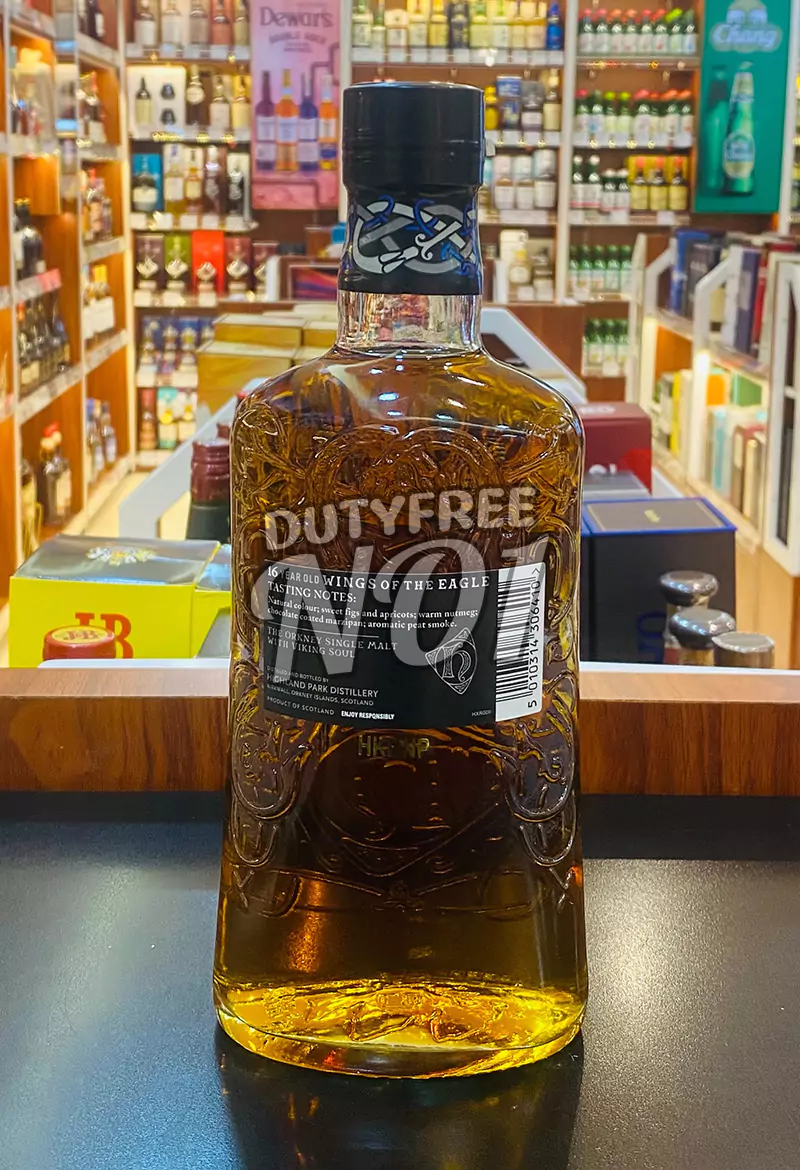 Dewar's
Chang
DUTYFREE
NO1
16 YEAR OLD WINGS OF THE EAGLE
TASTING NOTES:
Natural colour; sweet figs and apricots; warm nutmeg;
chocolate coated marzipan; aromatic peat smoke.
THE ORKNEY SINGLE MALT
WITH VIKING SOUL
DISTILLED AND BOTTLED BY
HIGHLAND PARK DISTILLERY
KIRKWALL, ORKNEY ISLANDS, SCOTLAND
PRODUCT OF SCOTLAND ENJOY RESPONSIBLY
5 010314 306410 >
J&B